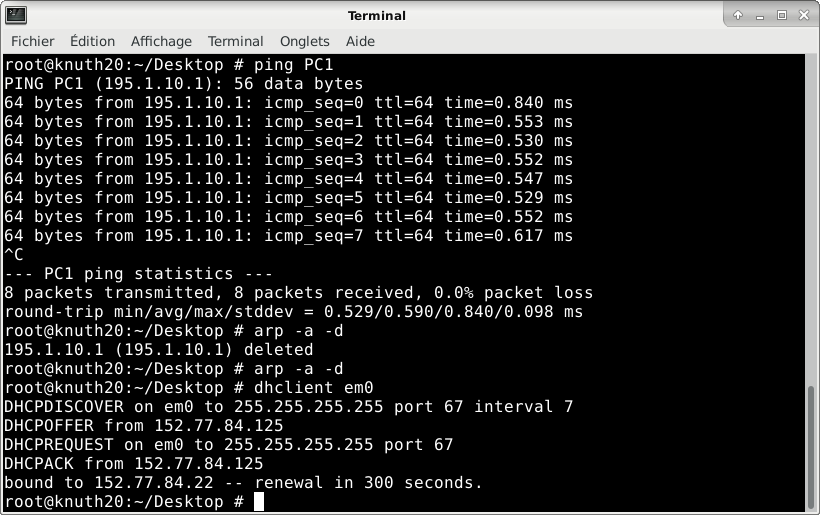 Terminal
Fichier Édition Affichage Terminal Onglets Aide
root@knuth20:~/Desktop # ping PC1
PING PC1 (195.1.10.1): 56 data bytes
64 bytes from 195.1.10.1: icmp_seq=0 ttl=64 time=0.840 ms
64 bytes from 195.1.10.1: icmp_seq=1 ttl=64 time=0.553 ms
64 bytes from 195.1.10.1: icmp_seq=2 ttl=64 time=0.530 ms
64 bytes from 195.1.10.1: icmp_seq=3 ttl=64 time=0.552 ms
64 bytes from 195.1.10.1: icmp_seq=4 ttl=64 time=0.547 ms
64 bytes from 195.1.10.1: icmp_seq=5 ttl=64 time=0.529 ms
64 bytes from 195.1.10.1: icmp_seq=6 ttl=64 time=0.552 ms
64 bytes from 195.1.10.1: icmp_seq=7 ttl=64 time=0.617 ms
^C
--- PC1 ping statistics ---
8 packets transmitted, 8 packets received, 0.0% packet loss
round-trip min/avg/max/stddev = 0.529/0.590/0.840/0.098 ms
root@knuth20:~/Desktop # arp -a -d
195.1.10.1 (195.1.10.1) deleted
root@knuth20:~/Desktop # arp -a -d
root@knuth20:~/Desktop # dhclient em0
DHCPDISCOVER on em0 to 255.255.255.255 port 67 interval 7
DHCPOFFER from 152.77.84.125
DHCPREQUEST on em0 to 255.255.255.255 port 67
DHCPACK from 152.77.84.125
bound to 152.77.84.22 -- renewal in 300 seconds.
root@knuth20:~/Desktop #